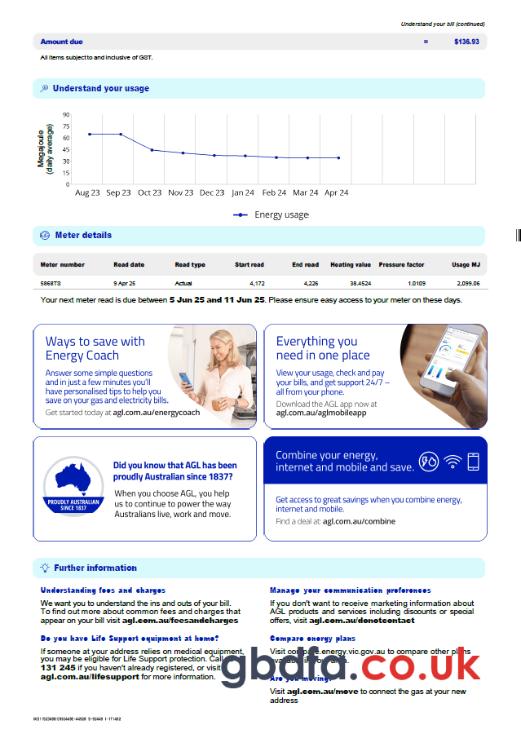 Understand your bill (continued)
Amount due = $136.93
All items subject to and inclusive of GST.
Understand your usage
Megajoule
(daily average)
90
75
60
45
30
15
0
Aug 23 Sep 23 Oct 23 Nov 23 Dec 23 Jan 24 Feb 24 Mar 24 Apr 24
Energy usage
Meter details
Meter number Read date Read type Start read End read Heating value Pressure factor Usage MJ
5868TS 9 Apr 25 Actual 4,172 4,226 38.4524 1.0109 2,099.06
Your next meter read is due between 5 Jun 25 and 11 Jun 25. Please ensure easy access to your meter on these days.
Ways to save with
Energy Coach
Answer some simple questions
and in just a few minutes you'll
have personalised tips to help you
save on your gas and electricity bills.
Get started today at agl.com.au/energycoach
Everything you
need in one place
View your usage, check and pay
your bills, and get support 24/7 –
all from your phone.
Download the AGL app now at
agl.com.au/aglmobileapp
PROUDLY AUSTRALIAN
SINCE 1837
Did you know that AGL has been
proudly Australian since 1837?
When you choose AGL, you help
us to continue to power the way
Australians live, work and move.
Combine your energy,
internet and mobile and save.
Get access to great savings when you combine energy,
internet and mobile.
Find a deal at agl.com.au/combine
Further information
Understanding fees and charges
We want you to understand the ins and outs of your bill.
To find out more about common fees and charges that
appear on your bill visit agl.com.au/feesandcharges
Do you have Life Support equipment at home?
If someone at your address relies on medical equipment,
you may be eligible for Life Support protection. Call
131 245 if you haven't already registered, or visit
agl.com.au/lifesupport for more information.
Manage your communication preferences
If you don't want to receive marketing information about
AGL products and services including discounts or special
offers, visit agl.com.au/donotcontact
Compare energy plans
Visit compare.energy.vic.gov.au to compare other plans
available in your area.
Are you moving?
Visit agl.com.au/move to connect the gas at your new
address
gbdfa.co.uk